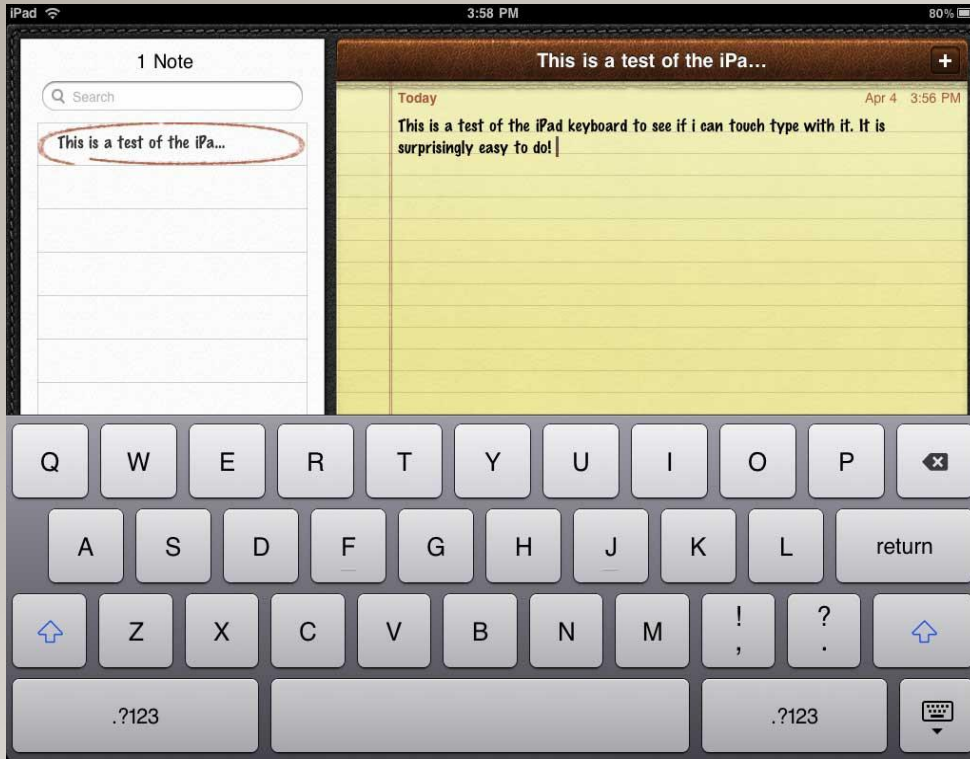 iPad 3:58 PM 80%
1 Note
Search
This is a test of the iPa...
This is a test of the iPa...
Today Apr 4 3:56 PM
This is a test of the iPad keyboard to see if i can touch type with it. It is
surprisingly easy to do!
Q W E R T Y U I O P
A S D F G H J K L return
Z X C V B N M ! , ? .
.?123 .?123